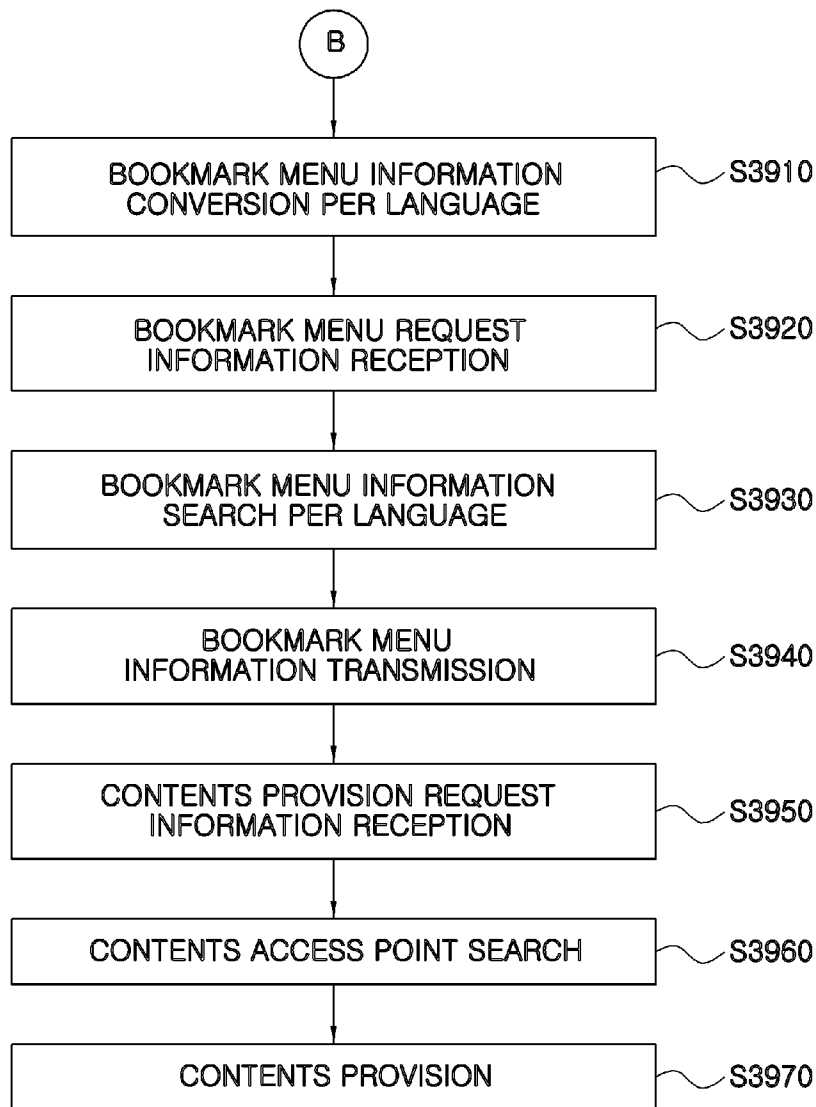 B
BOOKMARK MENU INFORMATION
CONVERSION PER LANGUAGE
S3910
BOOKMARK MENU REQUEST
INFORMATION RECEPTION
S3920
BOOKMARK MENU INFORMATION
SEARCH PER LANGUAGE
S3930
BOOKMARK MENU
INFORMATION TRANSMISSION
S3940
CONTENTS PROVISION REQUEST
INFORMATION RECEPTION
S3950
CONTENTS ACCESS POINT SEARCH
S3960
CONTENTS PROVISION
S3970